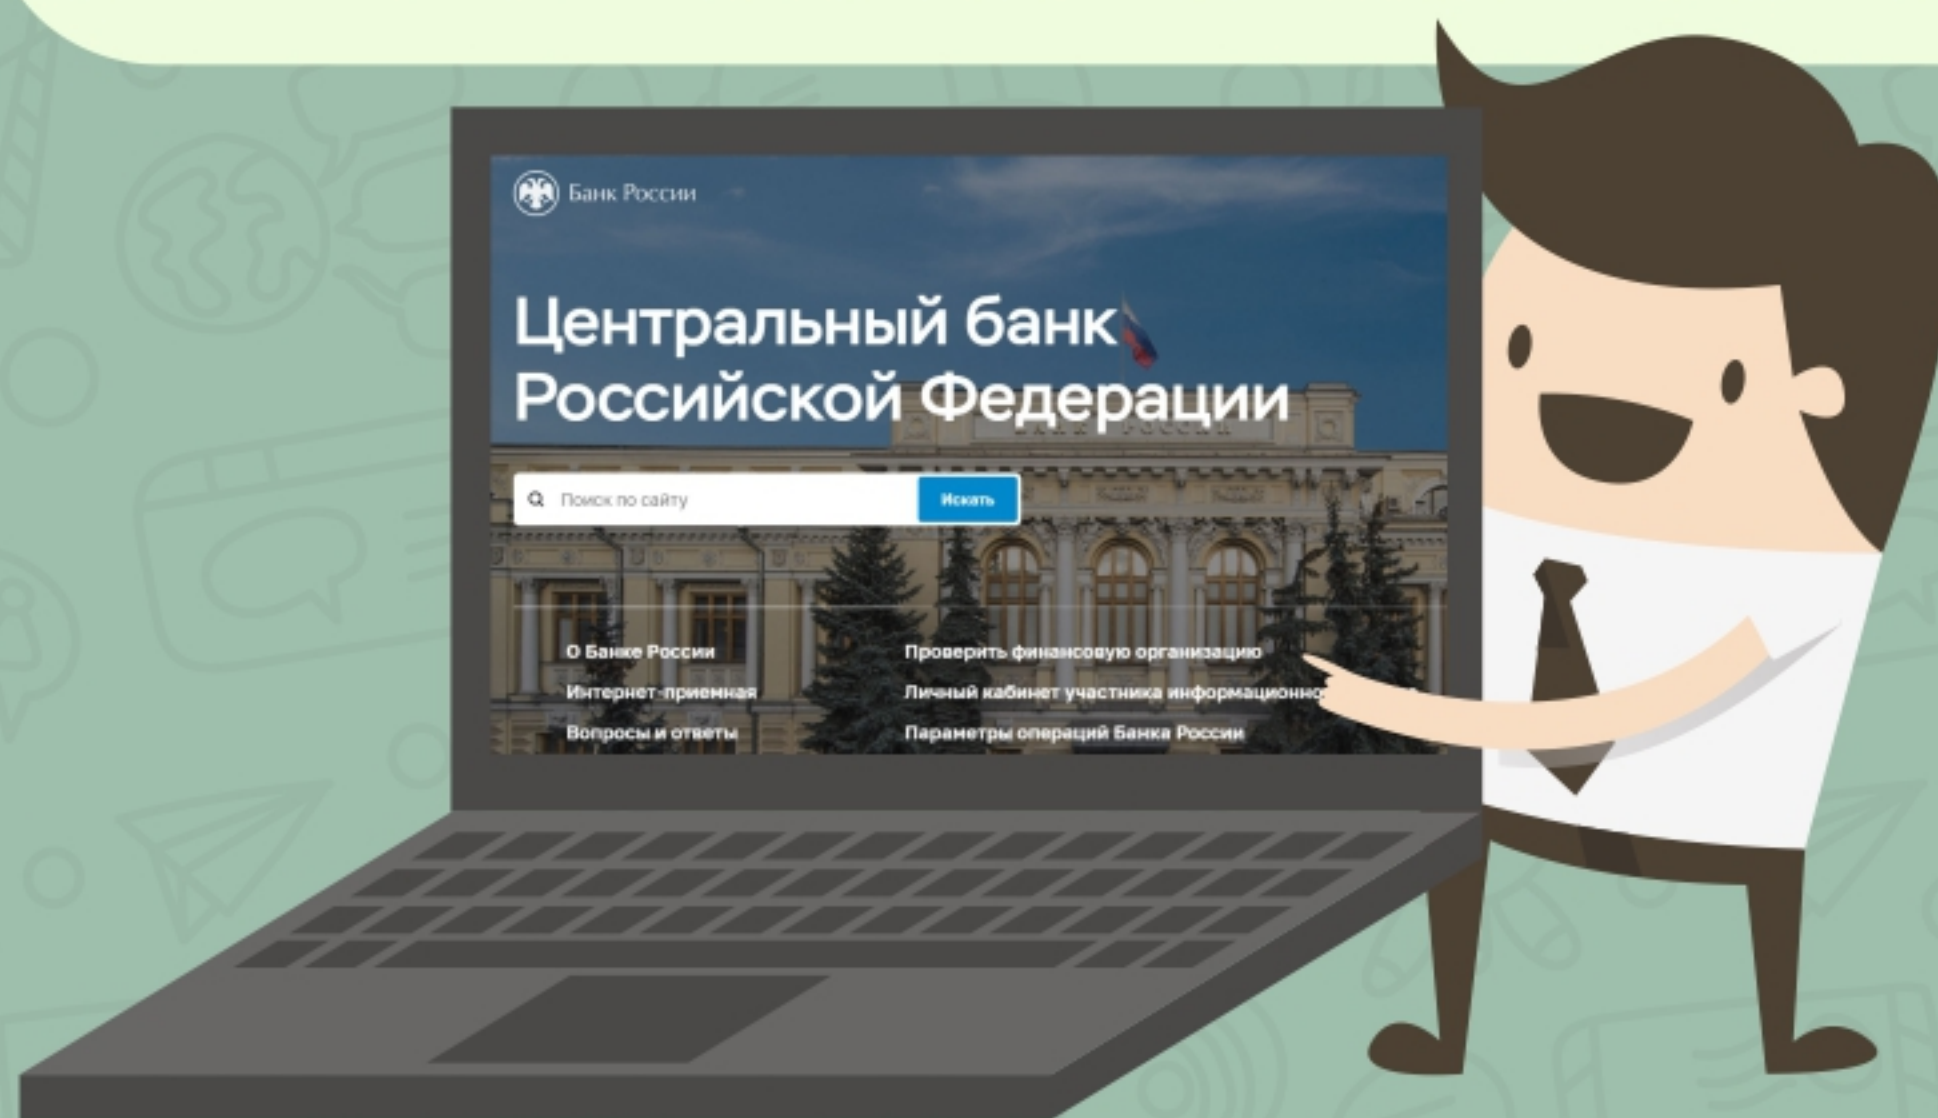 Банк России
Центральный банк
Российской Федерации
Поиск по сайту
Искать
О Банке России
Проверить финансовую организацию
Интернет-приемная
Личный кабинет участника
Вопросы и ответы
Параметры операций Банка России